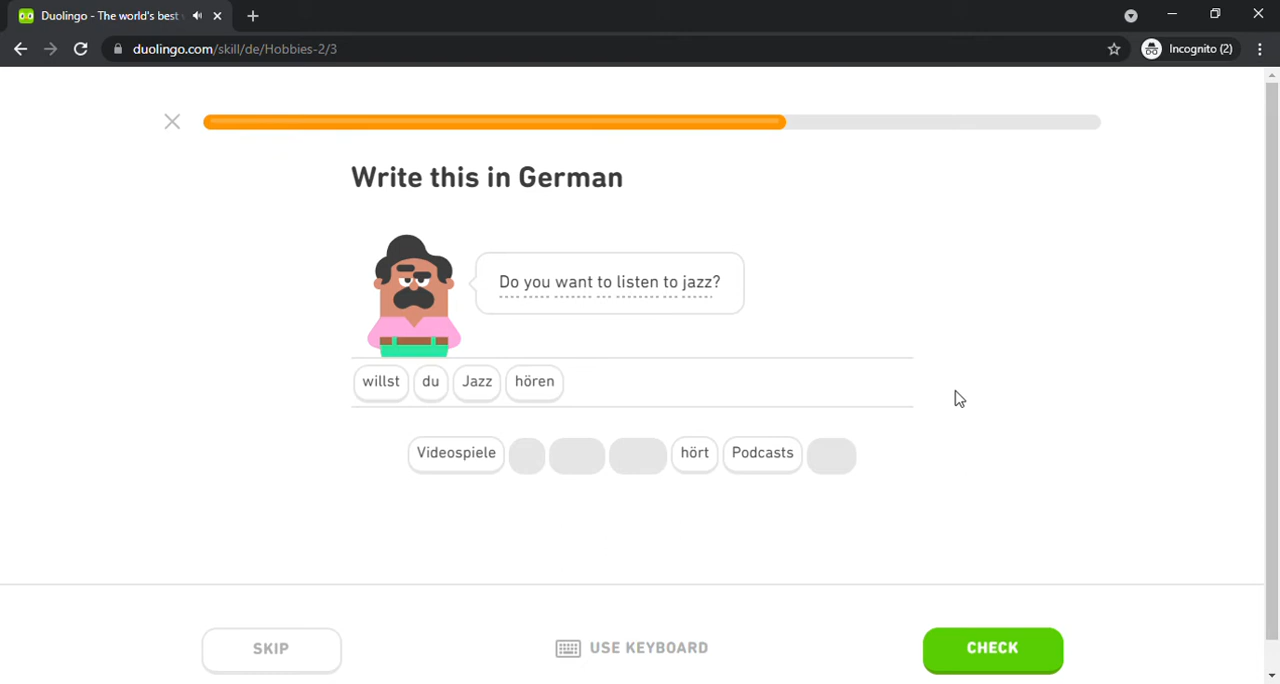 Duolingo - The world's best
duolingo.com/skill/de/Hobbies-2/3
Incognito (2)
Write this in German
Do you want to listen to jazz?
willst du Jazz hören
Videospiele hört Podcasts
SKIP USE KEYBOARD CHECK